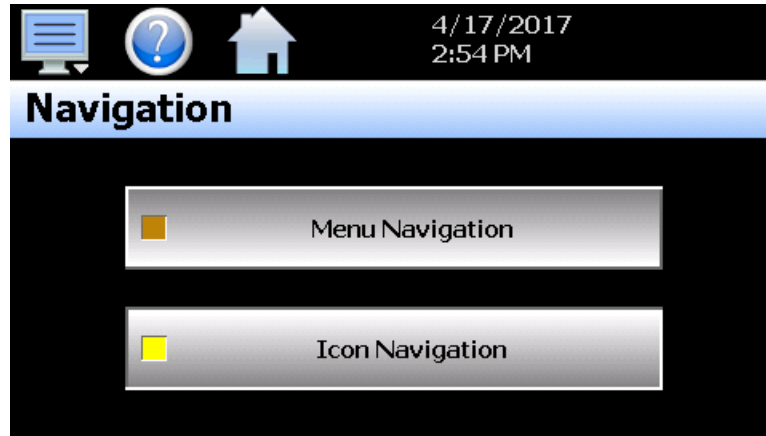 ?
4/17/2017
2:54 PM
Navigation
Menu Navigation
Icon Navigation